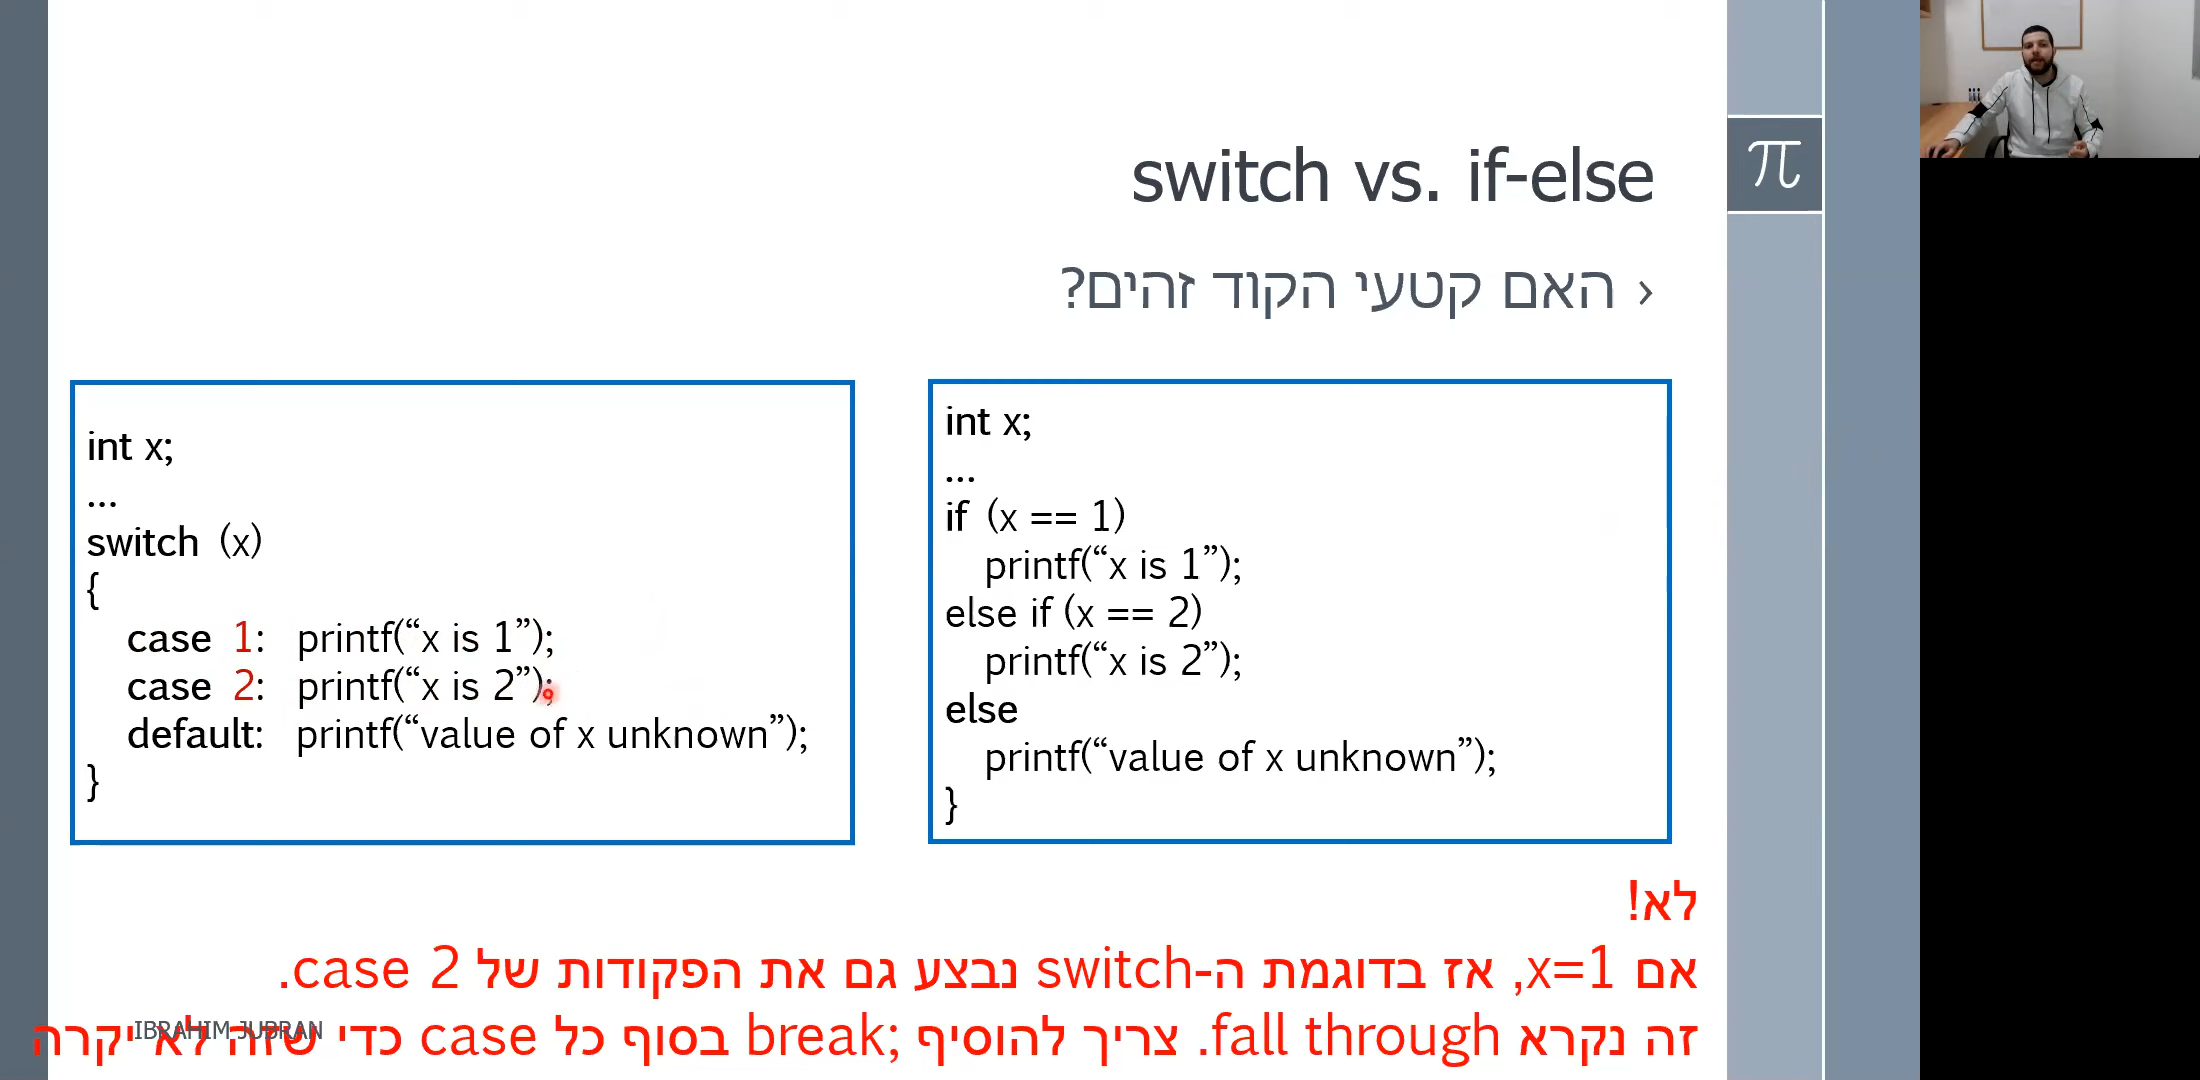 π
switch vs. if-else
‹ האם קטעי הקוד זהים?
int x;
...
switch (x)
{
case 1: printf(“x is 1”);
case 2: printf(“x is 2”);
default: printf(“value of x unknown”);
}
int x;
...
if (x == 1)
printf(“x is 1”);
else if (x == 2)
printf(“x is 2”);
else
printf(“value of x unknown”);
}
לא!
אם x=1, אז בדוגמת ה-switch נבצע גם את הפקודות של case 2.
זה נקרא fall through. צריך להוסיף break; בסוף כל case כדי שזה לא יקרה
IBRAHIM JUBRAN